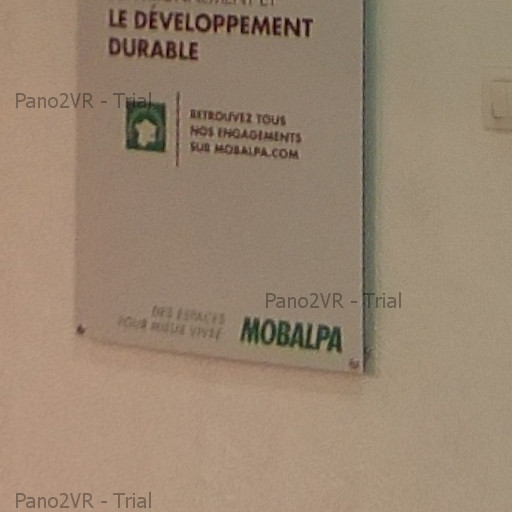 LE DÉVELOPPEMENT
DURABLE
Pano2VR - Trial
RETROUVEZ TOUS
NOS ENGAGEMENTS
SUR MOBALPA.COM
Pano2VR - Trial
DES ESPACES
POUR MIEUX VIVRE
MOBALPA
Pano2VR - Trial